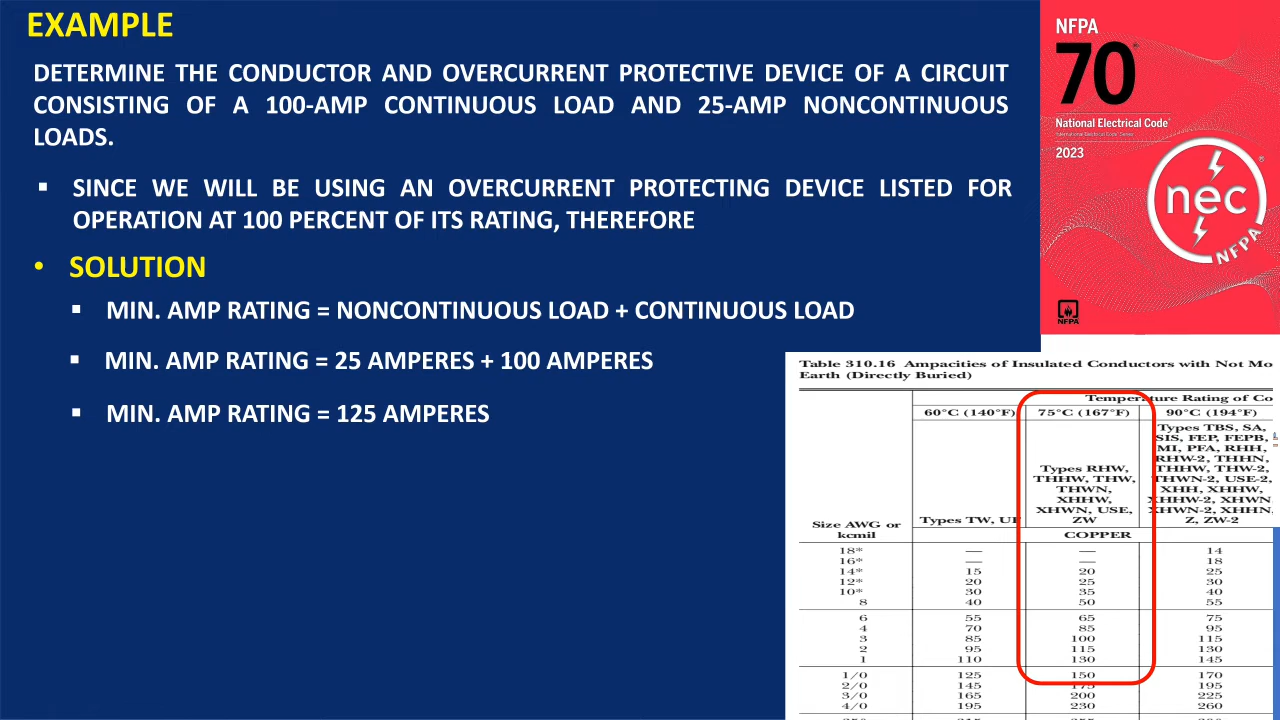 EXAMPLE
DETERMINE THE CONDUCTOR AND OVERCURRENT PROTECTIVE DEVICE OF A CIRCUIT
CONSISTING OF A 100-AMP CONTINUOUS LOAD AND 25-AMP NONCONTINUOUS
LOADS.
▪ SINCE WE WILL BE USING AN OVERCURRENT PROTECTING DEVICE LISTED FOR
OPERATION AT 100 PERCENT OF ITS RATING, THEREFORE
• SOLUTION
▪ MIN. AMP RATING = NONCONTINUOUS LOAD + CONTINUOUS LOAD
▪ MIN. AMP RATING = 25 AMPERES + 100 AMPERES
▪ MIN. AMP RATING = 125 AMPERES
NFPA
70®
National Electrical Code®
International Electrical Code® Series
2023
nec®
NFPA
NFPA
Table 310.16 Ampacities of Insulated Conductors with Not Mo
Earth (Directly Buried)
Temperature Rating of Co
60°C (140°F) 75°C (167°F) 90°C (194°F)
Types TBS, SA,
SIS, FEP, FEPB,
MI, PFA, RHH,
Types RHW, RHW-2, THHN,
THHW, THW, THHW, THW-2,
THWN, THWN-2, USE-2,
XHHW, XHH, XHHW,
XHWN, USE, XHHW-2, XHWN,
Size AWG or Types TW, UF ZW XHWN-2, XHHN,
kcmil Z, ZW-2
COPPER
18* — — 14
16* — — 18
14* 15 20 25
12* 20 25 30
10* 30 35 40
8 40 50 55
6 55 65 75
4 70 85 95
3 85 100 115
2 95 115 130
1 110 130 145
1/0 125 150 170
2/0 145 175 195
3/0 165 200 225
4/0 195 230 260